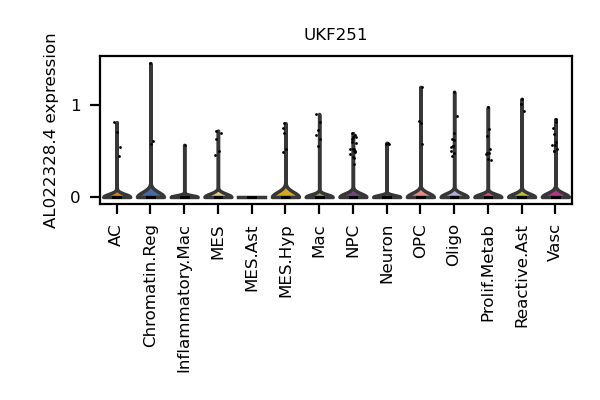 UKF251
AL022328.4 expression
1
0
AC
Chromatin.Reg
Inflammatory.Mac
MES
MES.Ast
MES.Hyp
Mac
NPC
Neuron
OPC
Oligo
Prolif.Metab
Reactive.Ast
Vasc